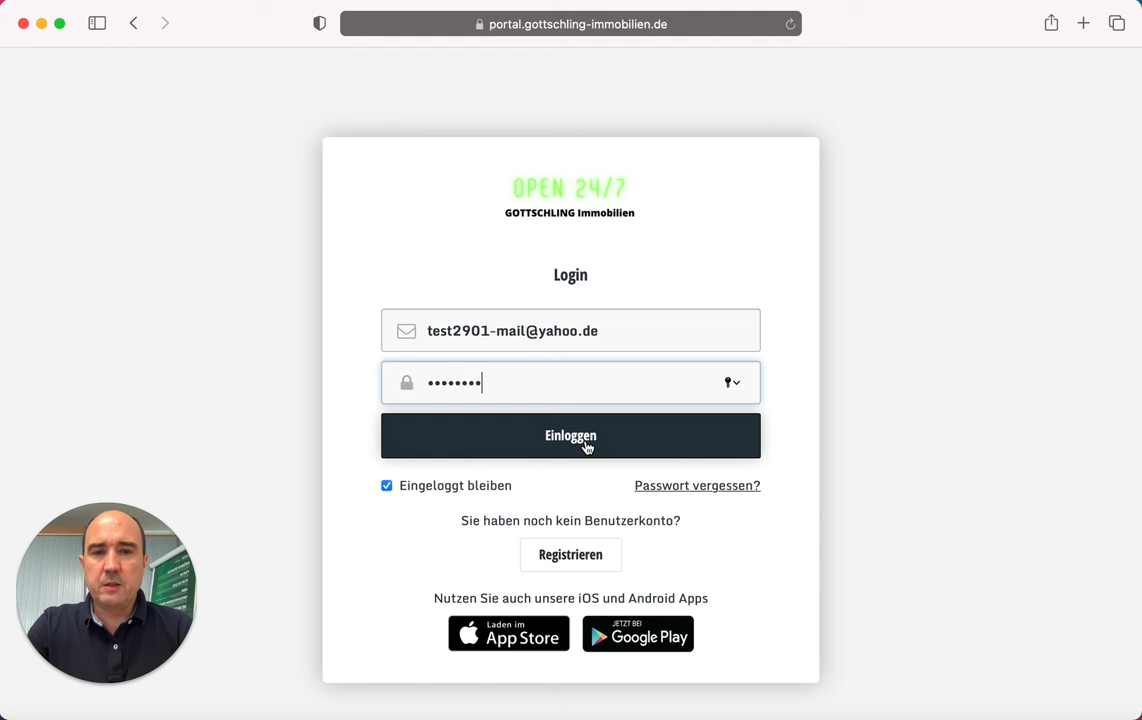 portal.gottschling-immobilien.de
OPEN 24/7
GOTTSCHLING Immobilien
Login
test2901-mail@yahoo.de
••••••••
Einloggen
Eingeloggt bleiben
Passwort vergessen?
Sie haben noch kein Benutzerkonto?
Registrieren
Nutzen Sie auch unsere iOS und Android Apps
Laden im
App Store
JETZT BEI
Google Play